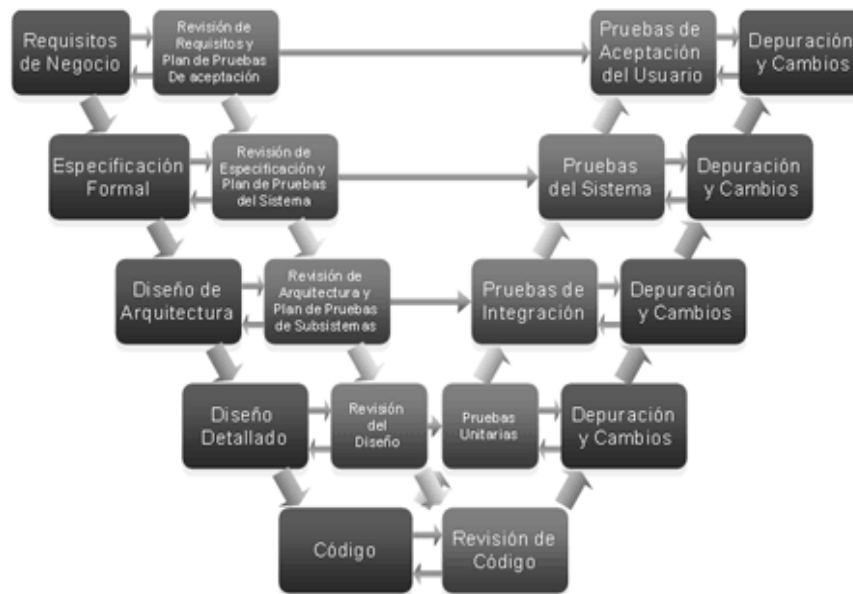 Requisitos
de Negocio
Revisión de
Requisitos y
Plan de Pruebas
De aceptación
Pruebas de
Aceptación
del Usuario
Depuración
y Cambios
Especificación
Formal
Revisión de
Especificación y
Plan de Pruebas
del Sistema
Pruebas
del Sistema
Depuración
y Cambios
Diseño de
Arquitectura
Revisión de
Arquitectura y
Plan de Pruebas
de Subsistemas
Pruebas de
Integración
Depuración
y Cambios
Diseño
Detallado
Revisión
del
Diseño
Pruebas
Unitarias
Depuración
y Cambios
Código
Revisión de
Código